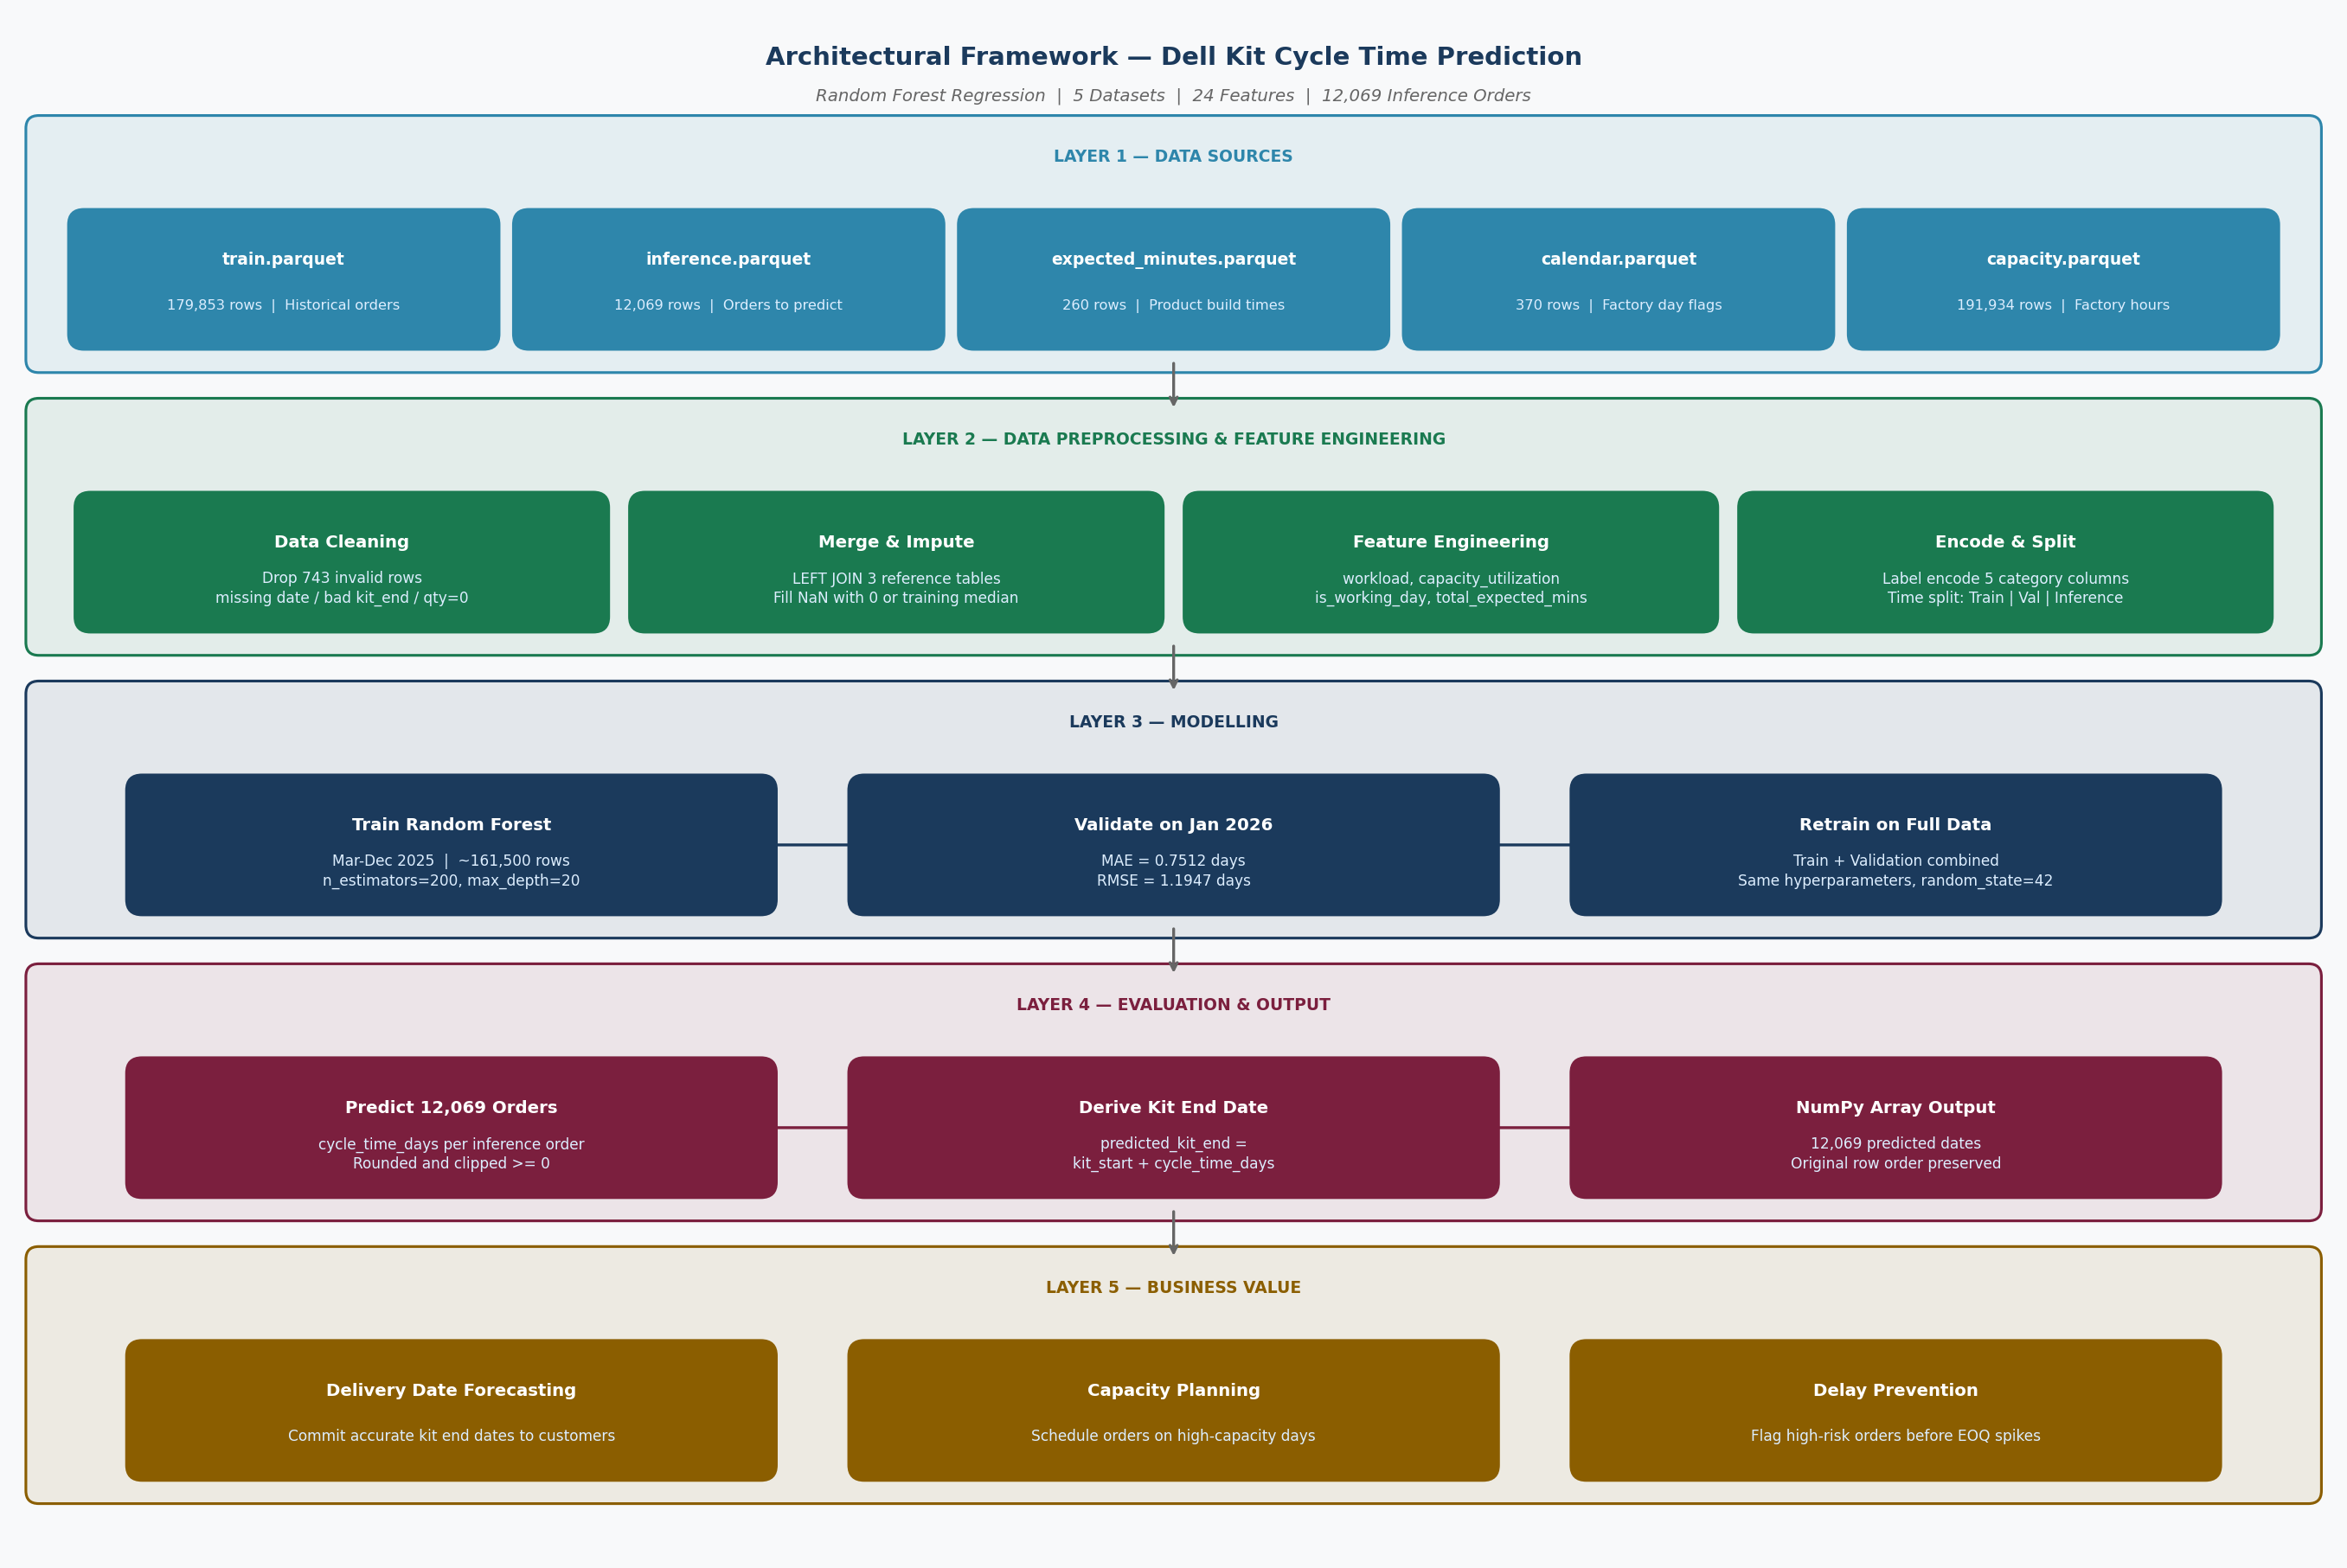 Architectural Framework — Dell Kit Cycle Time Prediction
Random Forest Regression | 5 Datasets | 24 Features | 12,069 Inference Orders
LAYER 1 — DATA SOURCES
train.parquet
179,853 rows | Historical orders
inference.parquet
12,069 rows | Orders to predict
expected_minutes.parquet
260 rows | Product build times
calendar.parquet
370 rows | Factory day flags
capacity.parquet
191,934 rows | Factory hours
LAYER 2 — DATA PREPROCESSING & FEATURE ENGINEERING
Data Cleaning
Drop 743 invalid rows
missing date / bad kit_end / qty=0
Merge & Impute
LEFT JOIN 3 reference tables
Fill NaN with 0 or training median
Feature Engineering
workload, capacity_utilization
is_working_day, total_expected_mins
Encode & Split
Label encode 5 category columns
Time split: Train | Val | Inference
LAYER 3 — MODELLING
Train Random Forest
Mar-Dec 2025 | ~161,500 rows
n_estimators=200, max_depth=20
Validate on Jan 2026
MAE = 0.7512 days
RMSE = 1.1947 days
Retrain on Full Data
Train + Validation combined
Same hyperparameters, random_state=42
LAYER 4 — EVALUATION & OUTPUT
Predict 12,069 Orders
cycle_time_days per inference order
Rounded and clipped >= 0
Derive Kit End Date
predicted_kit_end =
kit_start + cycle_time_days
NumPy Array Output
12,069 predicted dates
Original row order preserved
LAYER 5 — BUSINESS VALUE
Delivery Date Forecasting
Commit accurate kit end dates to customers
Capacity Planning
Schedule orders on high-capacity days
Delay Prevention
Flag high-risk orders before EOQ spikes